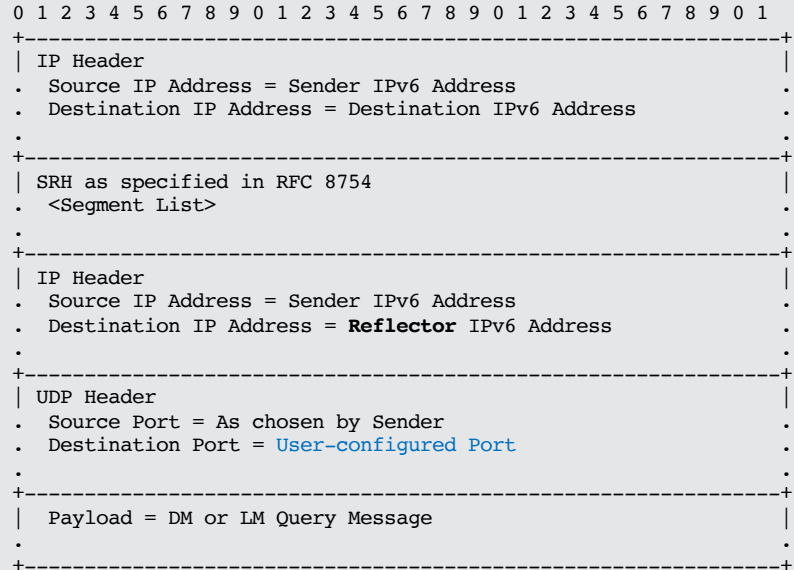 0 1 2 3 4 5 6 7 8 9 0 1 2 3 4 5 6 7 8 9 0 1 2 3 4 5 6 7 8 9 0 1
+---------------------------------------------------------------+
| IP Header                                                     |
.  Source IP Address = Sender IPv6 Address                      .
.  Destination IP Address = Destination IPv6 Address            .
.                                                               .
+---------------------------------------------------------------+
| SRH as specified in RFC 8754                                  |
.  <Segment List>                                               .
.                                                               .
+---------------------------------------------------------------+
| IP Header                                                     |
.  Source IP Address = Sender IPv6 Address                      .
.  Destination IP Address = Reflector IPv6 Address              .
.                                                               .
+---------------------------------------------------------------+
| UDP Header                                                    |
.  Source Port = As chosen by Sender                            .
.  Destination Port = User-configured Port                      .
.                                                               .
+---------------------------------------------------------------+
|  Payload = DM or LM Query Message                             |
.                                                               .
+---------------------------------------------------------------+